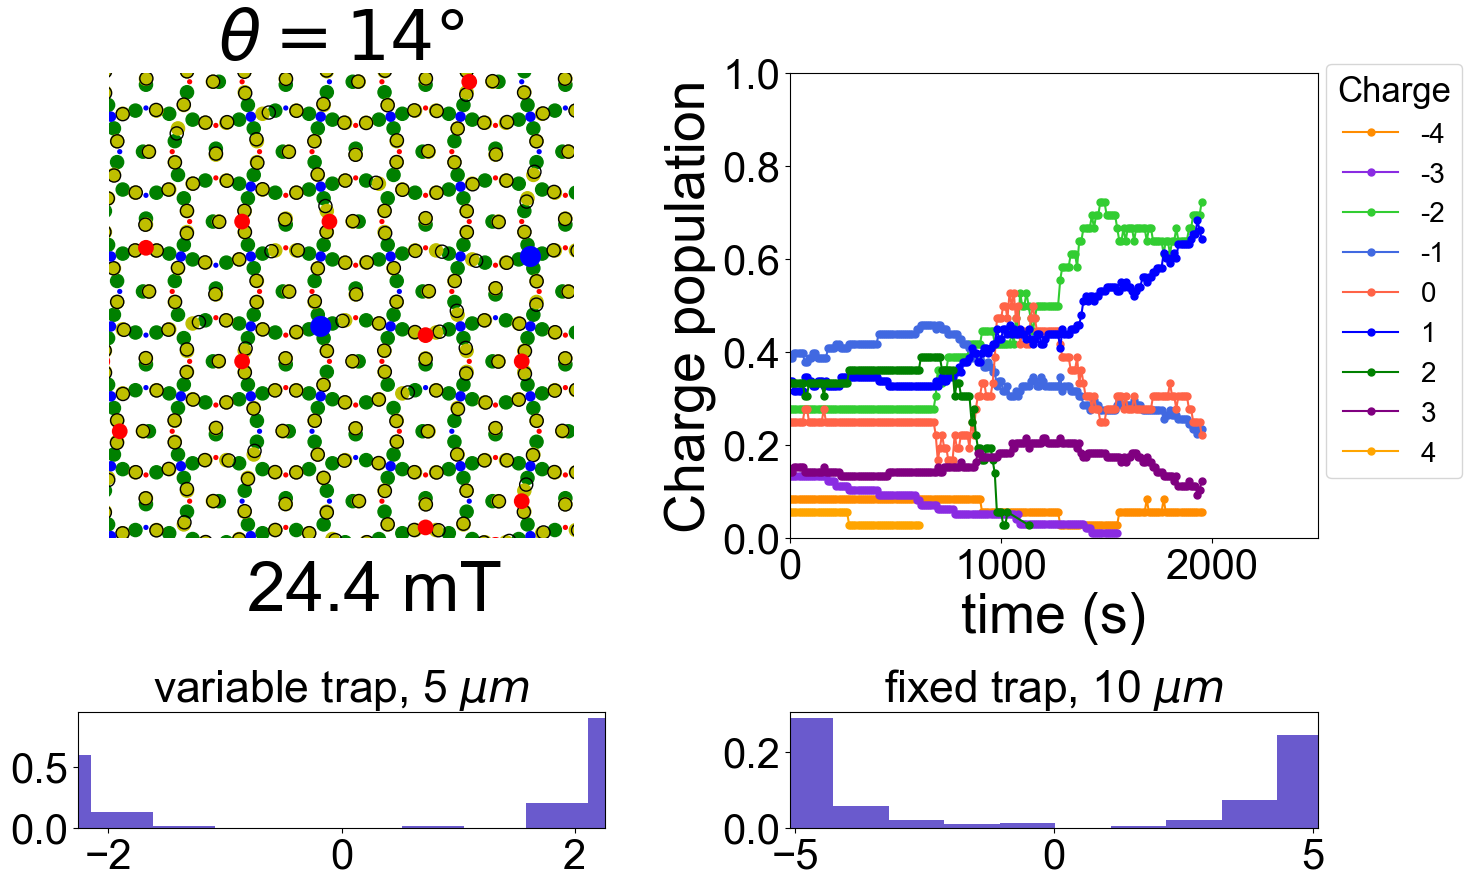 θ = 14°
24.4 mT
Charge population
1.0
0.8
0.6
0.4
0.2
0.0
0 1000 2000
time (s)
Charge
-4
-3
-2
-1
0
1
2
3
4
variable trap, 5 μm
0.5
0.0
−2 0 2
fixed trap, 10 μm
0.2
0.0
−5 0 5